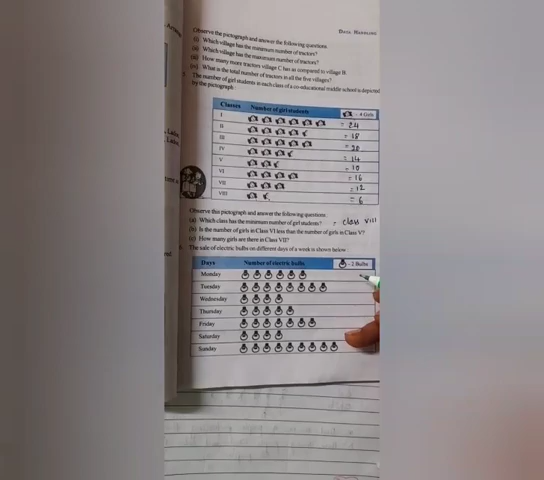 DATA HANDLING
Observe the pictograph and answer the following questions.
(i) Which village has the minimum number of tractors?
(ii) Which village has the maximum number of tractors?
(iii) How many more tractors village C has as compared to village B.
(iv) What is the total number of tractors in all the five villages?
The number of girl students in each class of a co-educational middle school is depicted
by the pictograph:
Classes Number of girl students - 4 Girls
I = 24
II = 18
III = 20
IV = 14
V = 10
VI = 16
VII = 12
VIII = 6
Observe this pictograph and answer the following questions:
(a) Which class has the minimum number of girl students? - class VIII
(b) Is the number of girls in Class VI less than the number of girls in Class V?
(c) How many girls are there in Class VII?
The sale of electric bulbs on different days of a week is shown below
Days Number of electric bulbs - 2 Bulbs
Monday
Tuesday
Wednesday
Thursday
Friday
Saturday
Sunday